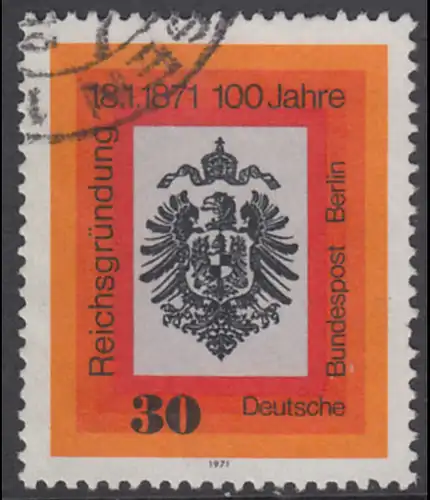 18.1.1871 100 Jahre
Reichsgründung
30
Deutsche
Bundespost Berlin
1971